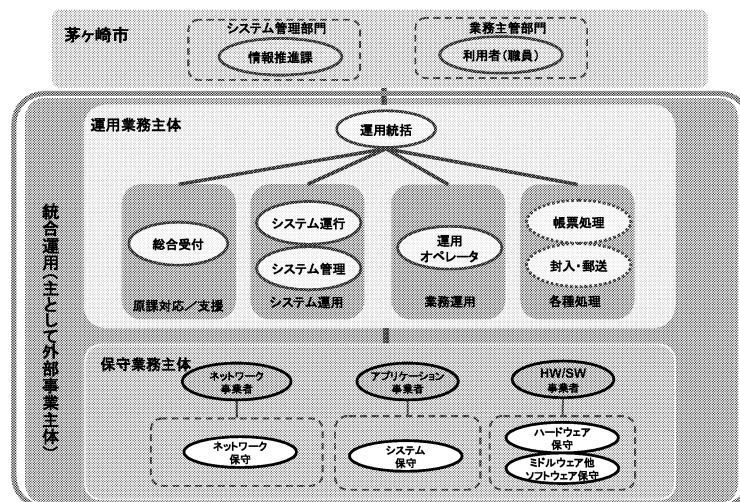 茅ヶ崎市
システム管理部門
情報推進課
業務主管部門
利用者(職員)
統合運用(主として外部事業主体)
運用業務主体
運用統括
総合受付
原課対応/支援
システム運行
システム管理
システム運用
運用
オペレータ
業務運用
帳票処理
封入・郵送
各種処理
保守業務主体
ネットワーク
事業者
ネットワーク
保守
アプリケーション
事業者
システム
保守
HW/SW
事業者
ハードウェア
保守
ミドルウェア他
ソフトウェア保守